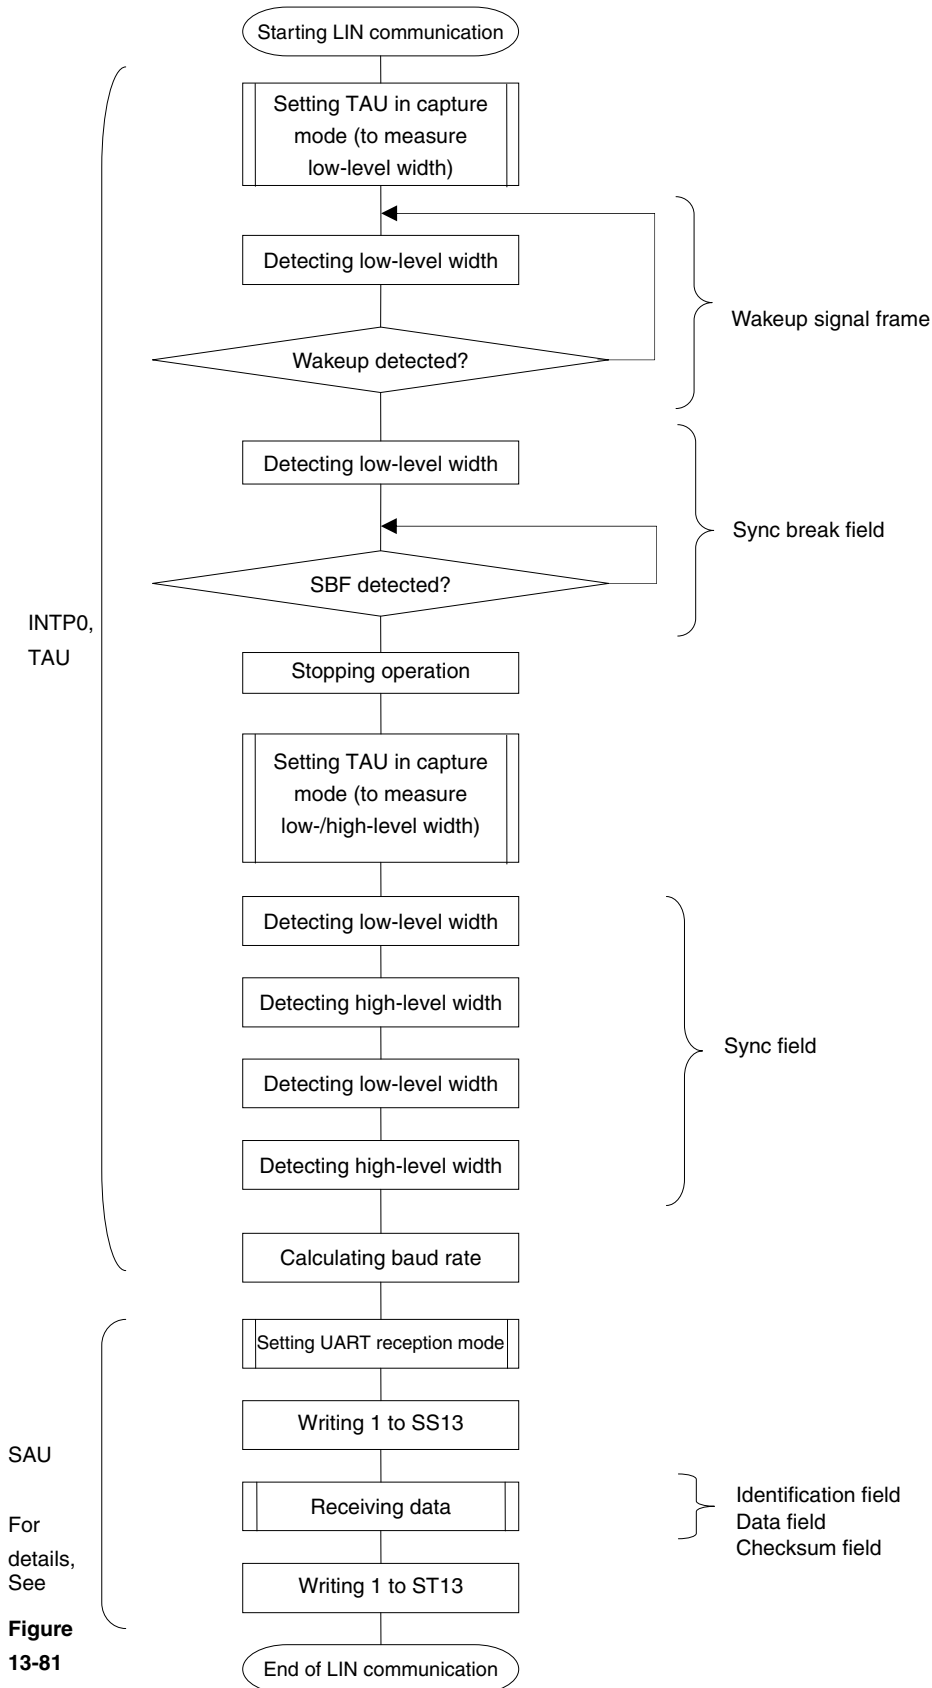 Starting LIN communication
Setting TAU in capture
mode (to measure
low-level width)
Detecting low-level width
Wakeup detected?
Wakeup signal frame
Detecting low-level width
SBF detected?
Sync break field
INTP0,
TAU
Stopping operation
Setting TAU in capture
mode (to measure
low-/high-level width)
Detecting low-level width
Detecting high-level width
Detecting low-level width
Detecting high-level width
Sync field
Calculating baud rate
Setting UART reception mode
Writing 1 to SS13
Receiving data
Identification field
Data field
Checksum field
Writing 1 to ST13
SAU
For
details,
See
Figure
13-81
End of LIN communication